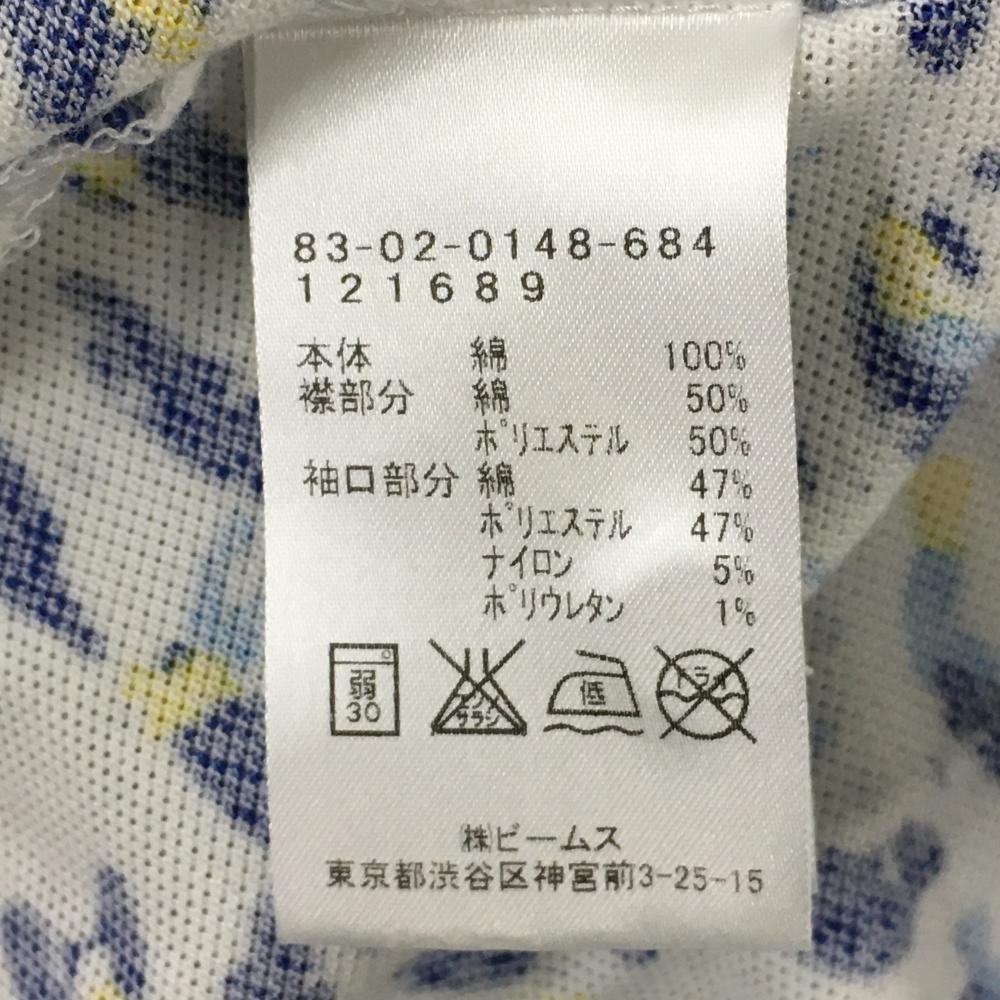 83-02-0148-684
121689
本体 綿 100%
襟部分 綿 50%
ポリエステル 50%
袖口部分 綿 47%
ポリエステル 47%
ナイロン 5%
ポリウレタン 1%
弱
30
サラシ
低
㈱ビームス
東京都渋谷区神宮前3-25-15